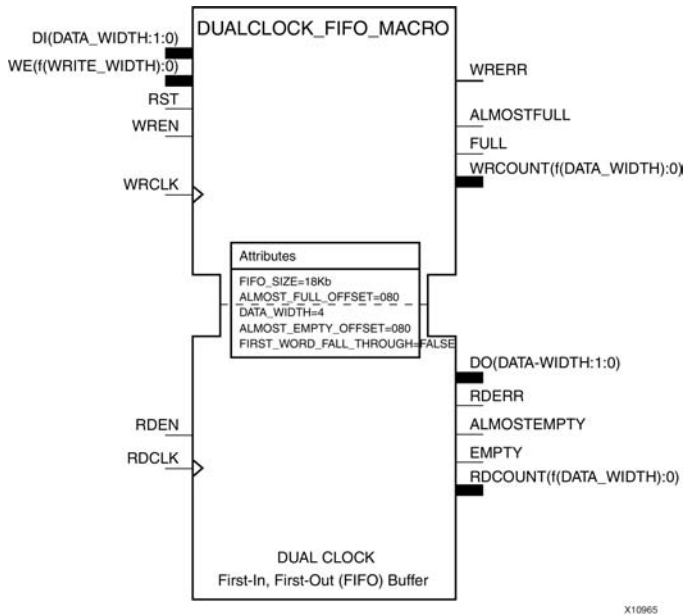 DUALCLOCK_FIFO_MACRO
DI(DATA_WIDTH:1:0)
WE(f(WRITE_WIDTH):0)
RST
WREN
WRCLK
WRERR
ALMOSTFULL
FULL
WRCOUNT(f(DATA_WIDTH):0)
Attributes
FIFO_SIZE=18Kb
ALMOST_FULL_OFFSET=080
DATA_WIDTH=4
ALMOST_EMPTY_OFFSET=080
FIRST_WORD_FALL_THROUGH=FALSE
RDEN
RDCLK
DO(DATA-WIDTH:1:0)
RDERR
ALMOSTEMPTY
EMPTY
RDCOUNT(f(DATA_WIDTH):0)
DUAL CLOCK
First-In, First-Out (FIFO) Buffer
X10965